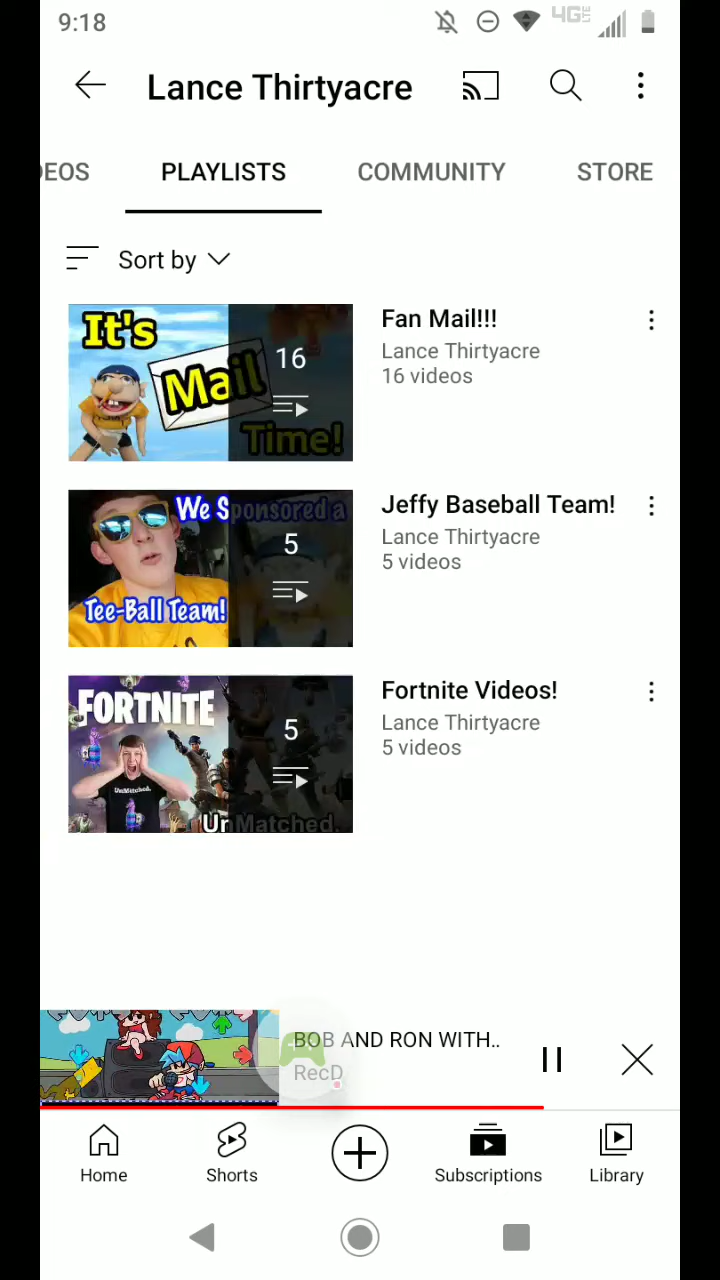 9:18
4G LTE
Lance Thirtyacre
DEOS
PLAYLISTS
COMMUNITY
STORE
Sort by
It's
Mail
Time!
16
Fan Mail!!!
Lance Thirtyacre
16 videos
We Sponsored a
Tee-Ball Team!
5
Jeffy Baseball Team!
Lance Thirtyacre
5 videos
FORTNITE
UnMatched.
UnMatched.
5
Fortnite Videos!
Lance Thirtyacre
5 videos
BOB AND RON WITH..
RecD
Home
Shorts
Subscriptions
Library